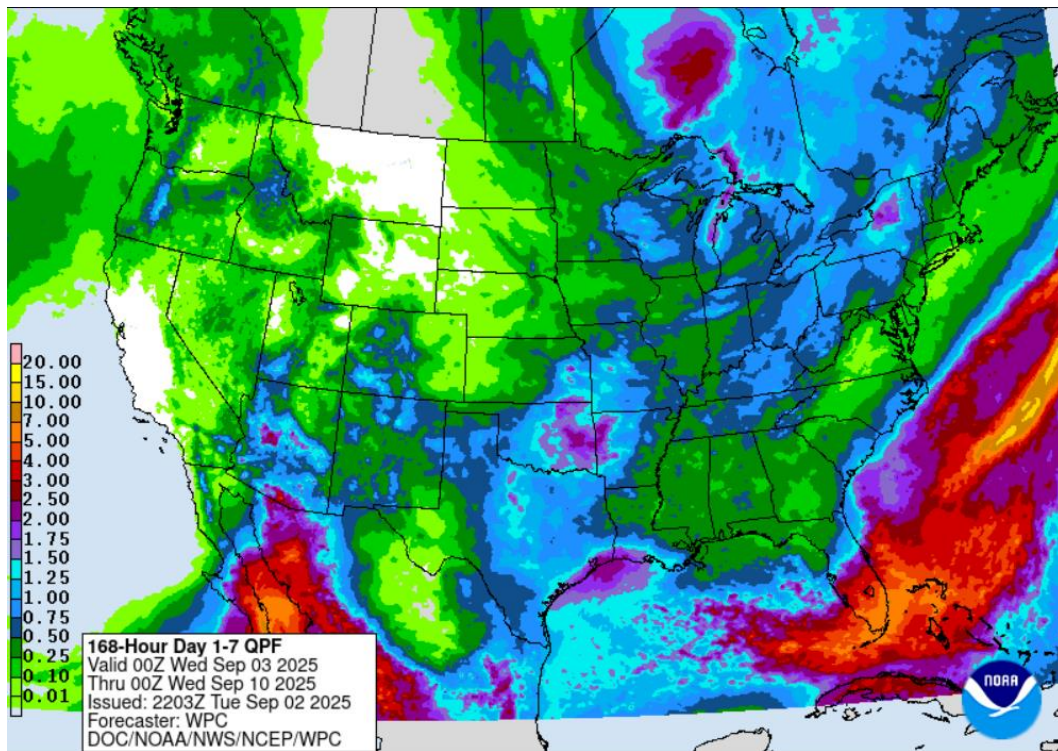 20.00
15.00
10.00
7.00
5.00
4.00
3.00
2.50
2.00
1.75
1.50
1.25
1.00
0.75
0.50
0.25
0.10
0.01
168-Hour Day 1-7 QPF
Valid 00Z Wed Sep 03 2025
Thru 00Z Wed Sep 10 2025
Issued: 2203Z Tue Sep 02 2025
Forecaster: WPC
DOC/NOAA/NWS/NCEP/WPC
NOAA